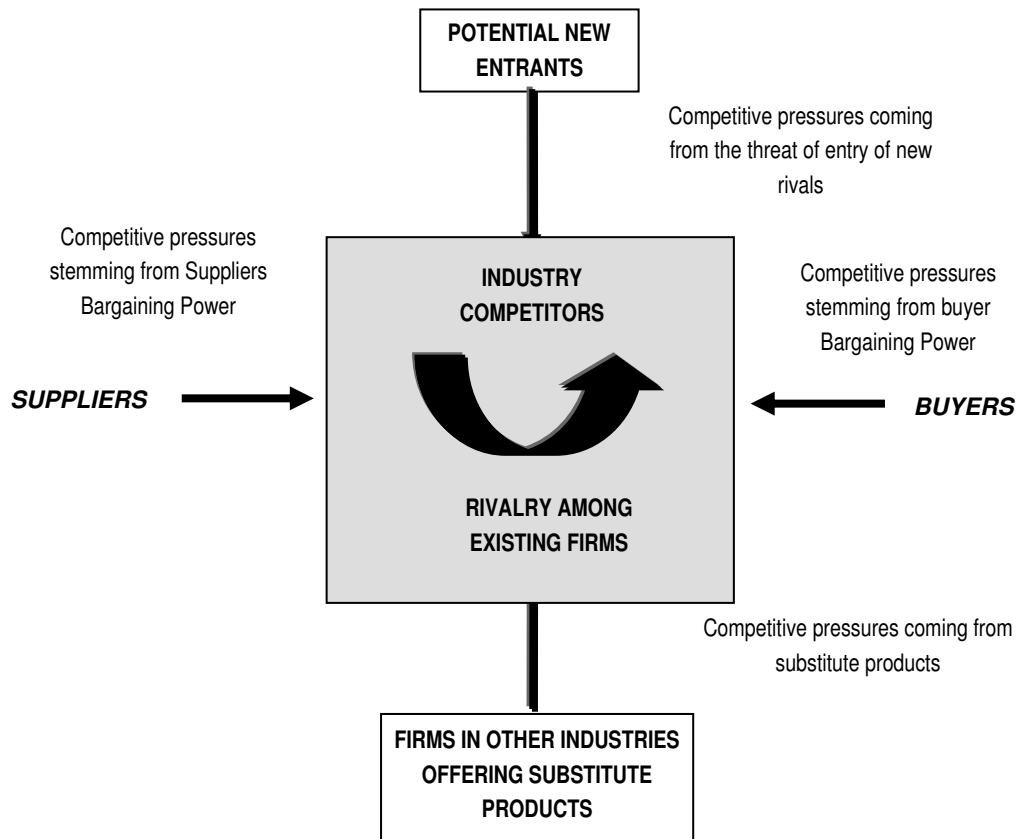 POTENTIAL NEW
ENTRANTS
Competitive pressures coming
from the threat of entry of new
rivals
Competitive pressures
stemming from Suppliers
Bargaining Power
INDUSTRY
COMPETITORS
Competitive pressures
stemming from buyer
Bargaining Power
SUPPLIERS
BUYERS
RIVALRY AMONG
EXISTING FIRMS
Competitive pressures coming from
substitute products
FIRMS IN OTHER INDUSTRIES
OFFERING SUBSTITUTE
PRODUCTS